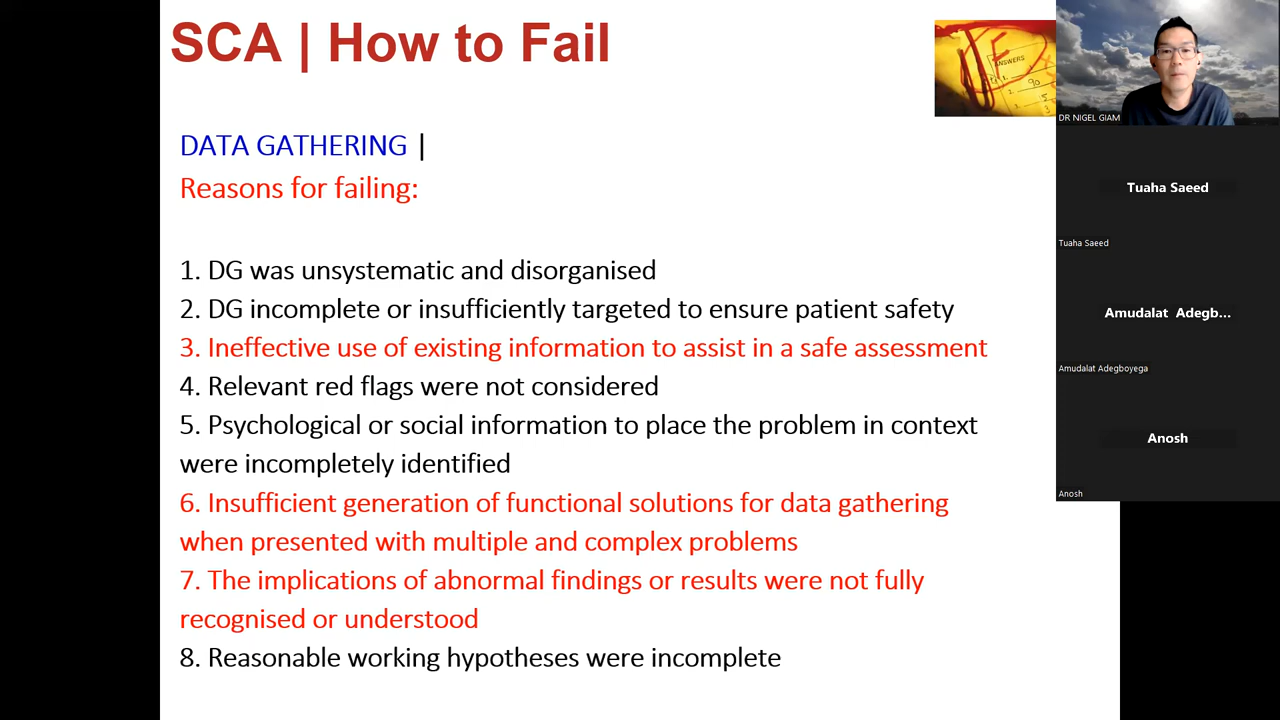 SCA | How to Fail
DATA GATHERING |
Reasons for failing:
1. DG was unsystematic and disorganised
2. DG incomplete or insufficiently targeted to ensure patient safety
3. Ineffective use of existing information to assist in a safe assessment
4. Relevant red flags were not considered
5. Psychological or social information to place the problem in context
were incompletely identified
6. Insufficient generation of functional solutions for data gathering
when presented with multiple and complex problems
7. The implications of abnormal findings or results were not fully
recognised or understood
8. Reasonable working hypotheses were incomplete
ANSWERS
90
DR NIGEL GIAM
Tuaha Saeed
Tuaha Saeed
Amudalat Adegb...
Amudalat Adegboyega
Anosh
Anosh